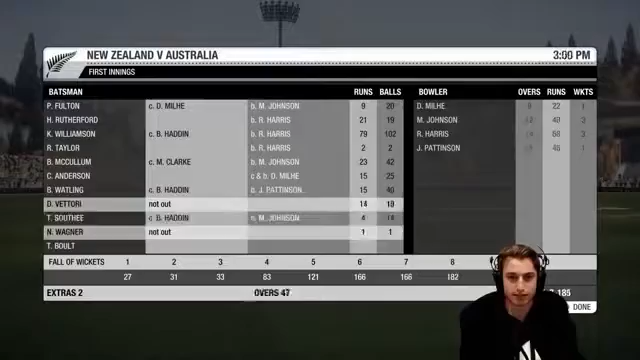 NEW ZEALAND V AUSTRALIA 3:00 PM
FIRST INNINGS
BATSMAN RUNS BALLS BOWLER OVERS RUNS WKTS
P. FULTON c. D. MILHE b. M. JOHNSON 9 20 D. MILHE 22 1
H. RUTHERFORD b. R. HARRIS 21 19 M. JOHNSON 3
K. WILLIAMSON c. B. HADDIN b. R. HARRIS 79 102 R. HARRIS 3
R. TAYLOR b. R. HARRIS 2 2 J. PATTINSON 1
B. MCCULLUM c. M. CLARKE b. M. JOHNSON 23 42
C. ANDERSON c & b. D. MILHE 15 25
B. WATLING c. B. HADDIN b. J. PATTINSON 15
D. VETTORI not out 14 19
T. SOUTHEE c. B. HADDIN b. M. JOHNSON 4
N. WAGNER not out 1 1
T. BOULT
FALL OF WICKETS 1 2 3 4 5 6 7 8
27 31 33 83 121 166 166 182
EXTRAS 2 OVERS 47 185
DONE